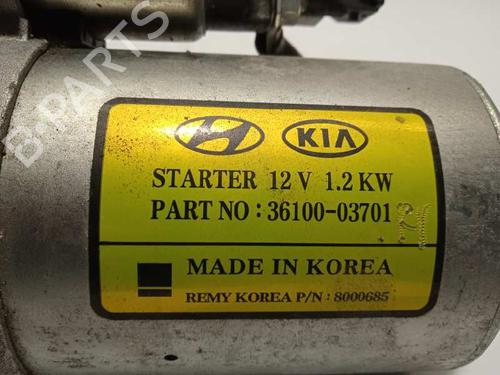 B-PARTS
KIA
STARTER 12 V 1.2 KW
PART NO : 36100-03701
MADE IN KOREA
REMY KOREA P/N : 8000685